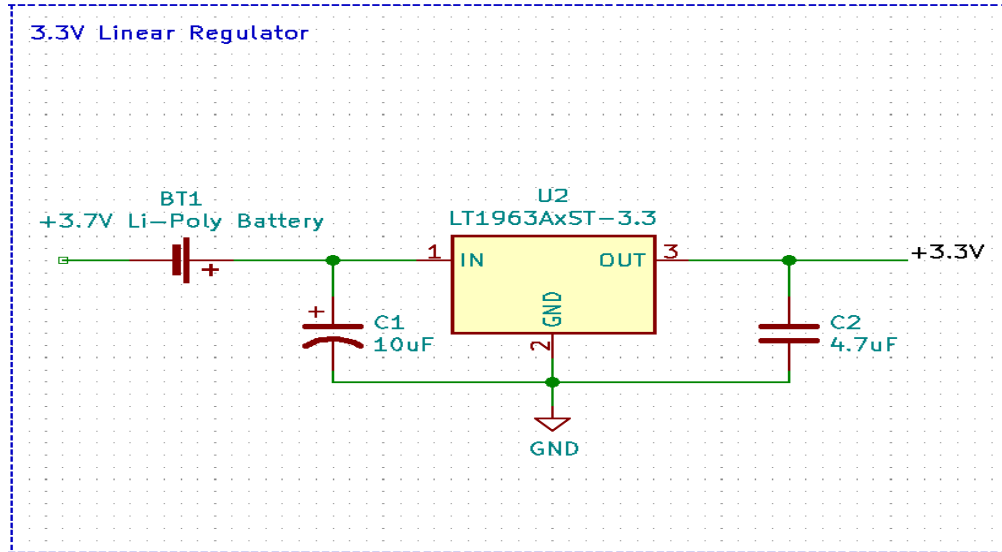 3.3V Linear Regulator
BT1
+3.7V Li-Poly Battery
U2
LT1963AxST-3.3
+
1
IN
OUT
3
+3.3V
+
C1
10uF
GND
2
C2
4.7uF
GND